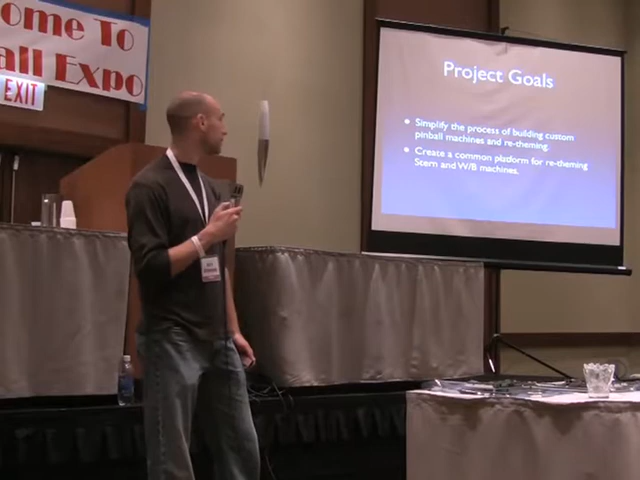 ome To
all Expo
EXIT
Project Goals
• Simplify the process of building custom
pinball machines and re-theming.
• Create a common platform for re-theming
Stern and W/B machines.